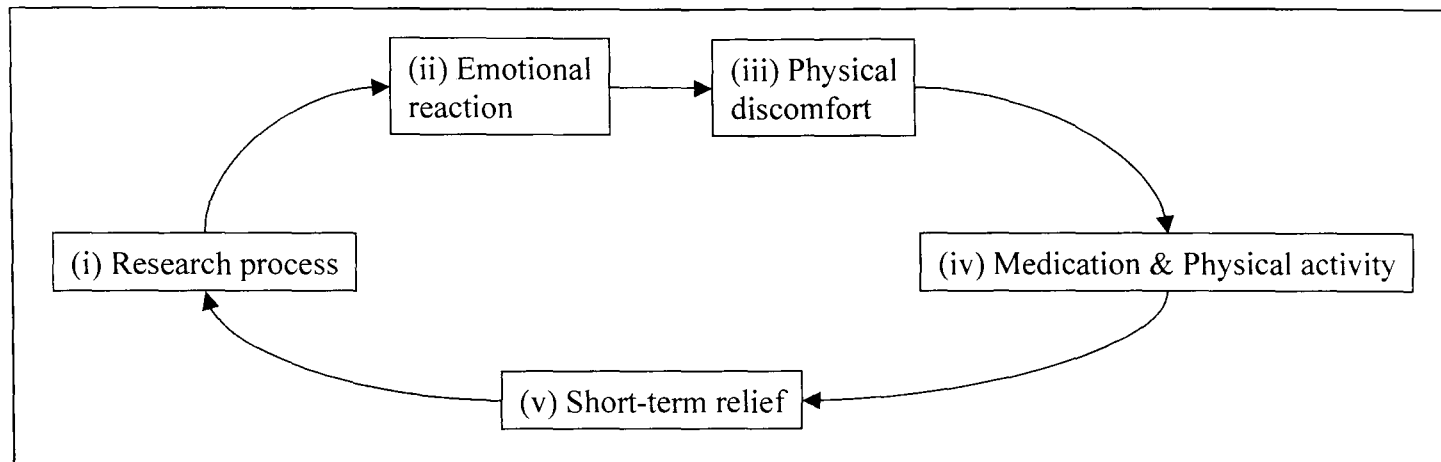 (ii) Emotional
reaction
(iii) Physical
discomfort
(i) Research process
(iv) Medication & Physical activity
(v) Short-term relief